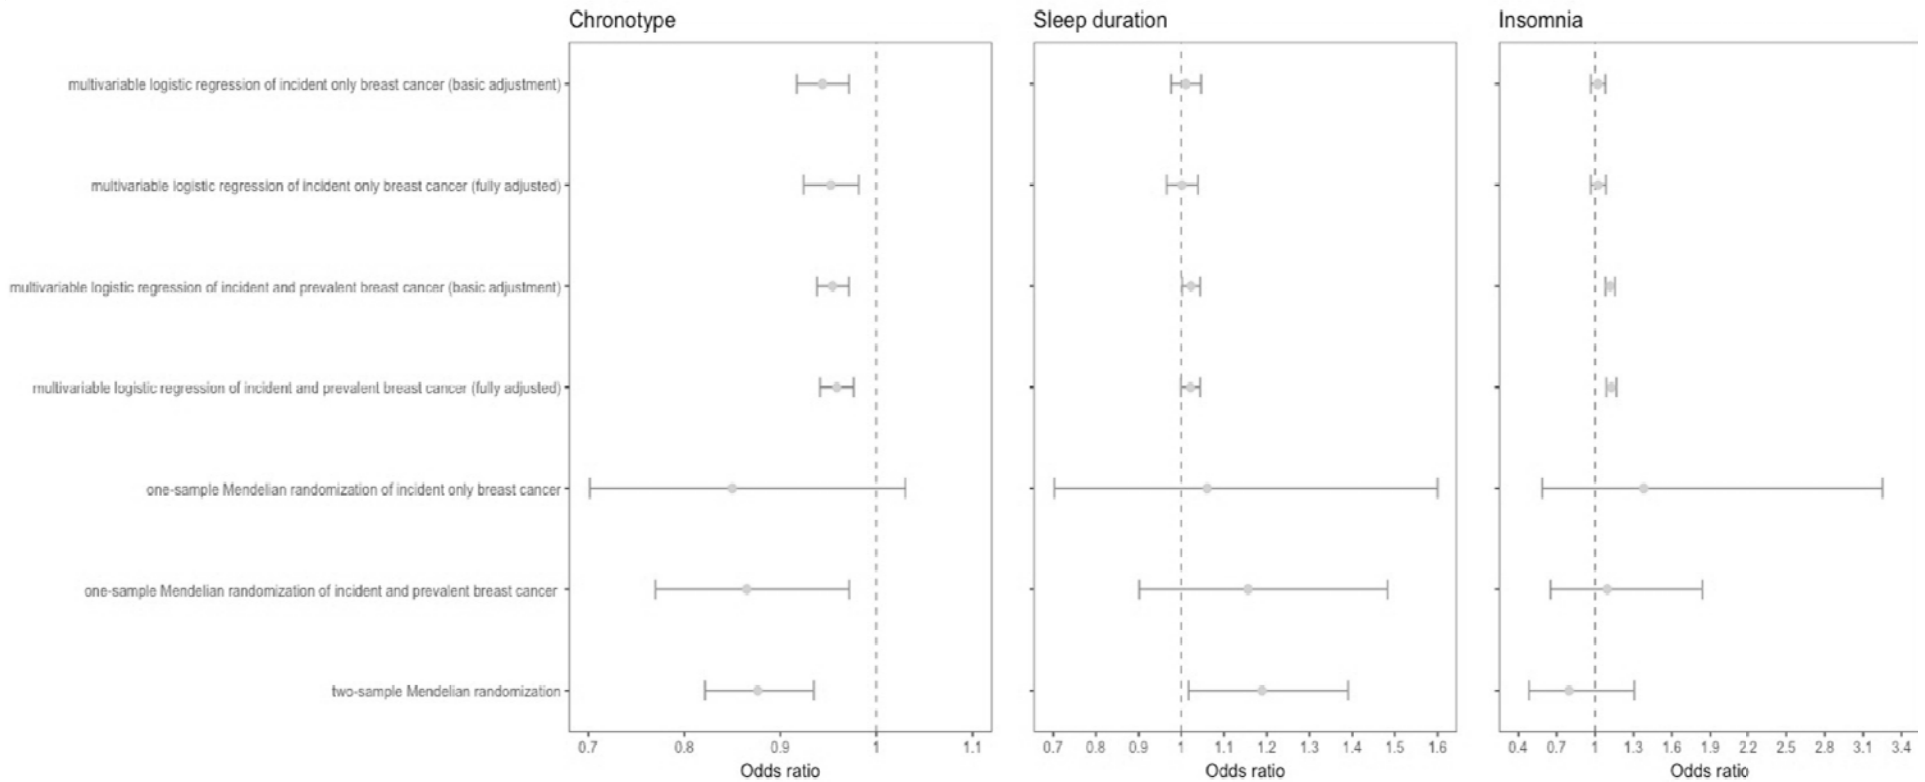 Chronotype
Sleep duration
Insomnia
multivariable logistic regression of incident only breast cancer (basic adjustment)
multivariable logistic regression of incident only breast cancer (fully adjusted)
multivariable logistic regression of incident and prevalent breast cancer (basic adjustment)
multivariable logistic regression of incident and prevalent breast cancer (fully adjusted)
one-sample Mendelian randomization of incident only breast cancer
one-sample Mendelian randomization of incident and prevalent breast cancer
two-sample Mendelian randomization
0.7 0.8 0.9 1 1.1
0.7 0.8 0.9 1 1.1 1.2 1.3 1.4 1.5 1.6
0.4 0.7 1 1.3 1.6 1.9 2.2 2.5 2.8 3.1 3.4
Odds ratio
Odds ratio
Odds ratio